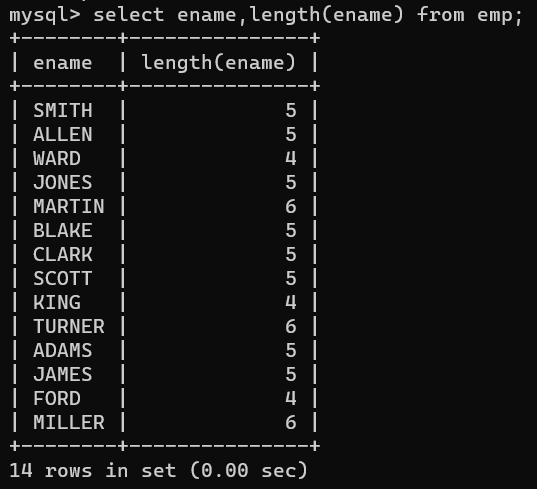 mysql> select ename,length(ename) from emp;
+--------+---------------+
| ename  | length(ename) |
+--------+---------------+
| SMITH  |             5 |
| ALLEN  |             5 |
| WARD   |             4 |
| JONES  |             5 |
| MARTIN |             6 |
| BLAKE  |             5 |
| CLARK  |             5 |
| SCOTT  |             5 |
| KING   |             4 |
| TURNER |             6 |
| ADAMS  |             5 |
| JAMES  |             5 |
| FORD   |             4 |
| MILLER |             6 |
+--------+---------------+
14 rows in set (0.00 sec)